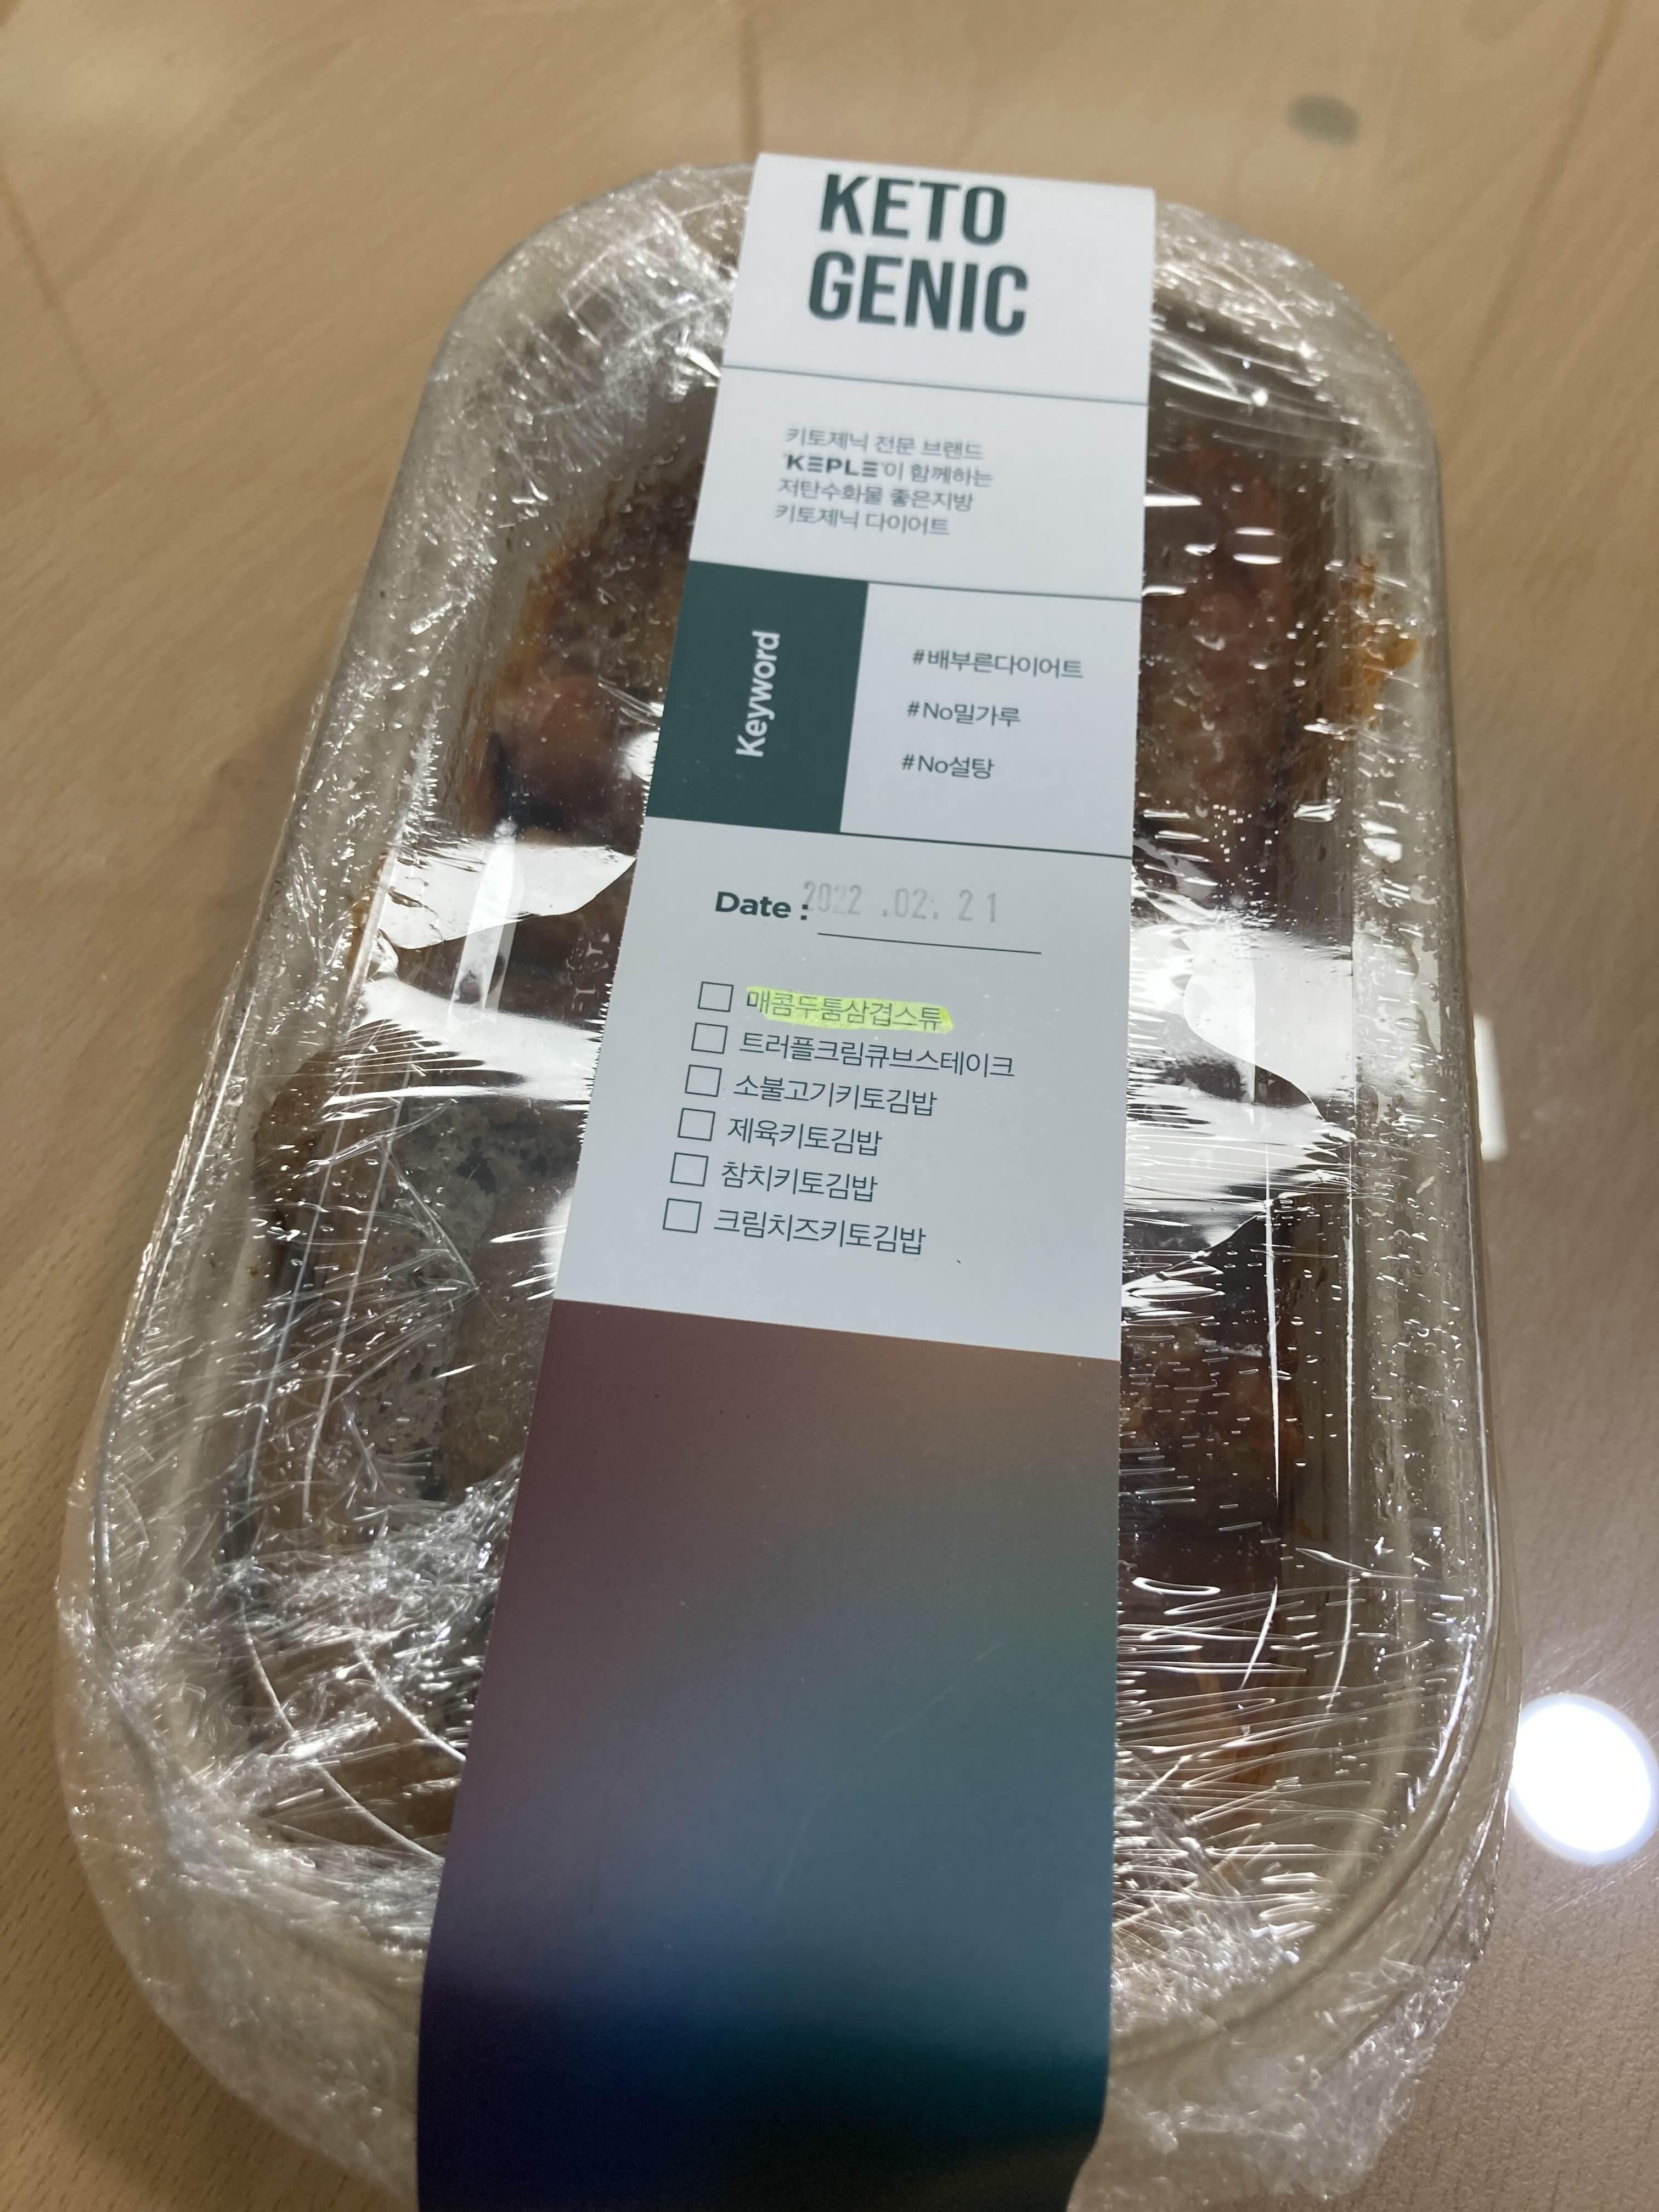 KETO
GENIC
키토제닉 전문 브랜드
'KEPLE'이 함께하는
저탄수화물 좋은지방
키토제닉 다이어트
Keyword
#배부른다이어트
#No밀가루
#No설탕
Date : 2022 .02. 21
매콤두툼삼겹스튜
트러플크림큐브스테이크
소불고기키토김밥
제육키토김밥
참치키토김밥
크림치즈키토김밥